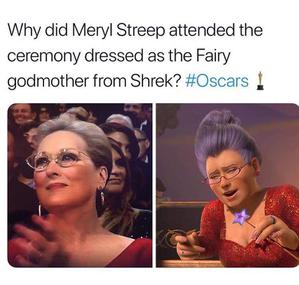 Why did Meryl Streep attended the
ceremony dressed as the Fairy
godmother from Shrek? #Oscars